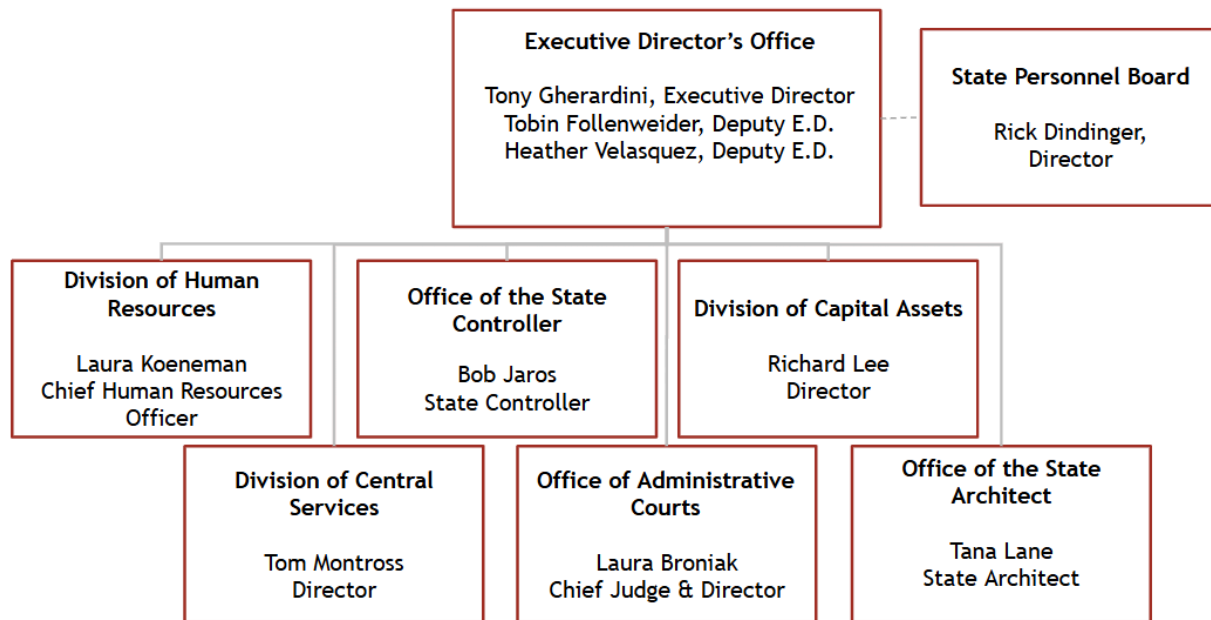 Executive Director’s Office
Tony Gherardini, Executive Director
Tobin Follenweider, Deputy E.D.
Heather Velasquez, Deputy E.D.
State Personnel Board
Rick Dindinger,
Director
Division of Human
Resources
Laura Koeneman
Chief Human Resources
Officer
Office of the State
Controller
Bob Jaros
State Controller
Division of Capital Assets
Richard Lee
Director
Division of Central
Services
Tom Montross
Director
Office of Administrative
Courts
Laura Broniak
Chief Judge & Director
Office of the State
Architect
Tana Lane
State Architect